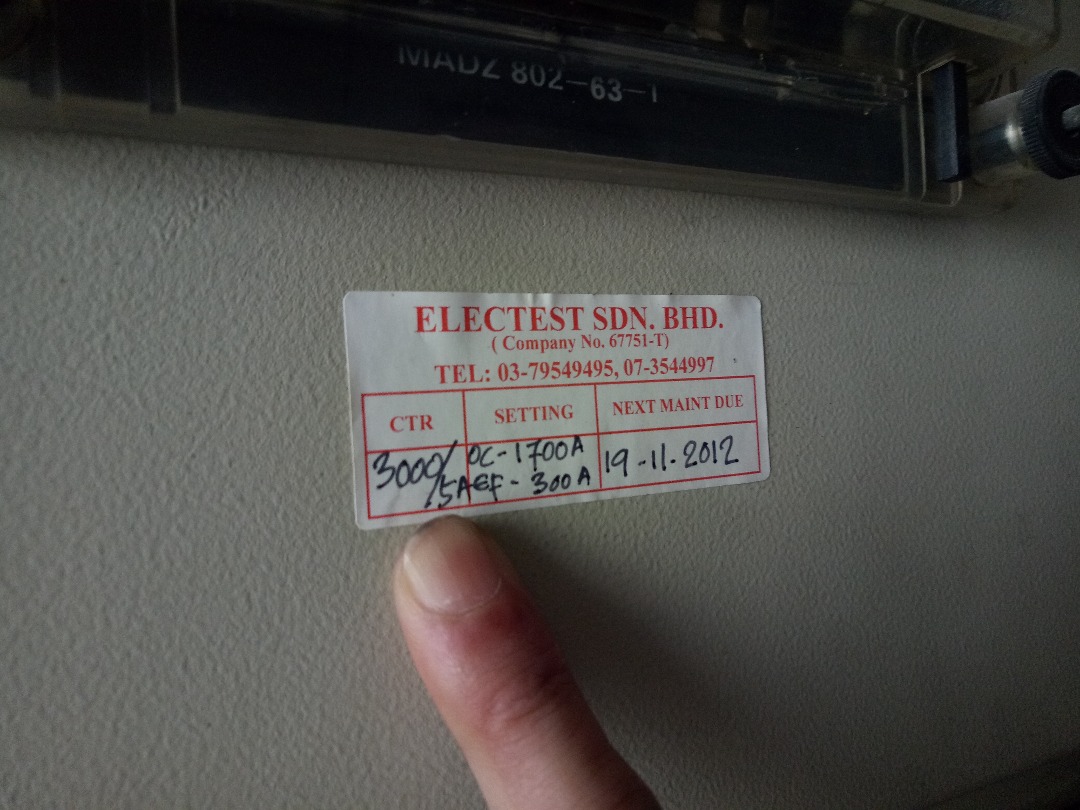 MADZ 802-63-1
ELECTEST SDN. BHD.
( Company No. 67751-T)
TEL: 03-79549495, 07-3544997
CTR SETTING NEXT MAINT DUE
3000/5A OC-1700A 19-11-2012
EF-300A